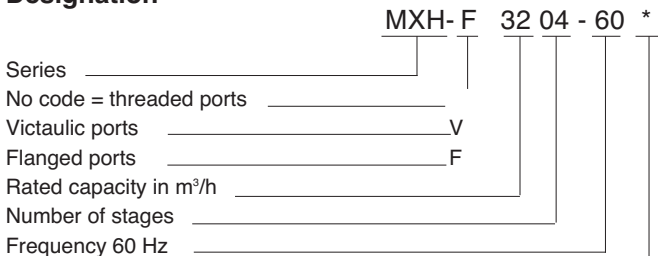 Designation
MXH- F 32 04 - 60 *
Series
No code = threaded ports
Victaulic ports V
Flanged ports F
Rated capacity in m³/h
Number of stages
Frequency 60 Hz